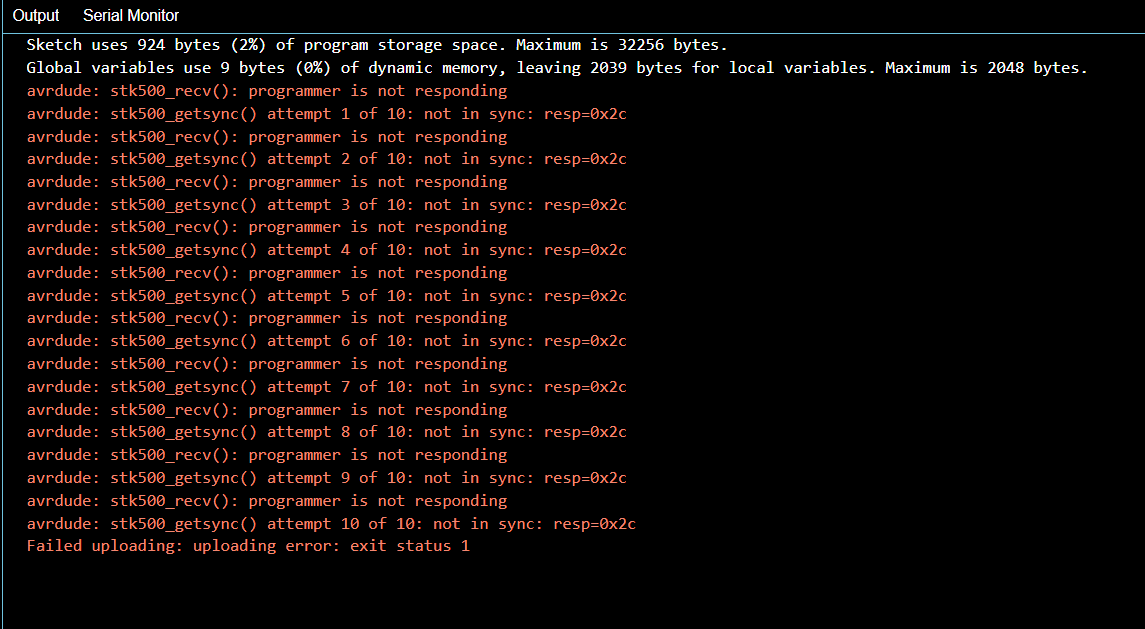 Output Serial Monitor
Sketch uses 924 bytes (2%) of program storage space. Maximum is 32256 bytes.
Global variables use 9 bytes (0%) of dynamic memory, leaving 2039 bytes for local variables. Maximum is 2048 bytes.
avrdude: stk500_recv(): programmer is not responding
avrdude: stk500_getsync() attempt 1 of 10: not in sync: resp=0x2c
avrdude: stk500_recv(): programmer is not responding
avrdude: stk500_getsync() attempt 2 of 10: not in sync: resp=0x2c
avrdude: stk500_recv(): programmer is not responding
avrdude: stk500_getsync() attempt 3 of 10: not in sync: resp=0x2c
avrdude: stk500_recv(): programmer is not responding
avrdude: stk500_getsync() attempt 4 of 10: not in sync: resp=0x2c
avrdude: stk500_recv(): programmer is not responding
avrdude: stk500_getsync() attempt 5 of 10: not in sync: resp=0x2c
avrdude: stk500_recv(): programmer is not responding
avrdude: stk500_getsync() attempt 6 of 10: not in sync: resp=0x2c
avrdude: stk500_recv(): programmer is not responding
avrdude: stk500_getsync() attempt 7 of 10: not in sync: resp=0x2c
avrdude: stk500_recv(): programmer is not responding
avrdude: stk500_getsync() attempt 8 of 10: not in sync: resp=0x2c
avrdude: stk500_recv(): programmer is not responding
avrdude: stk500_getsync() attempt 9 of 10: not in sync: resp=0x2c
avrdude: stk500_recv(): programmer is not responding
avrdude: stk500_getsync() attempt 10 of 10: not in sync: resp=0x2c
Failed uploading: uploading error: exit status 1